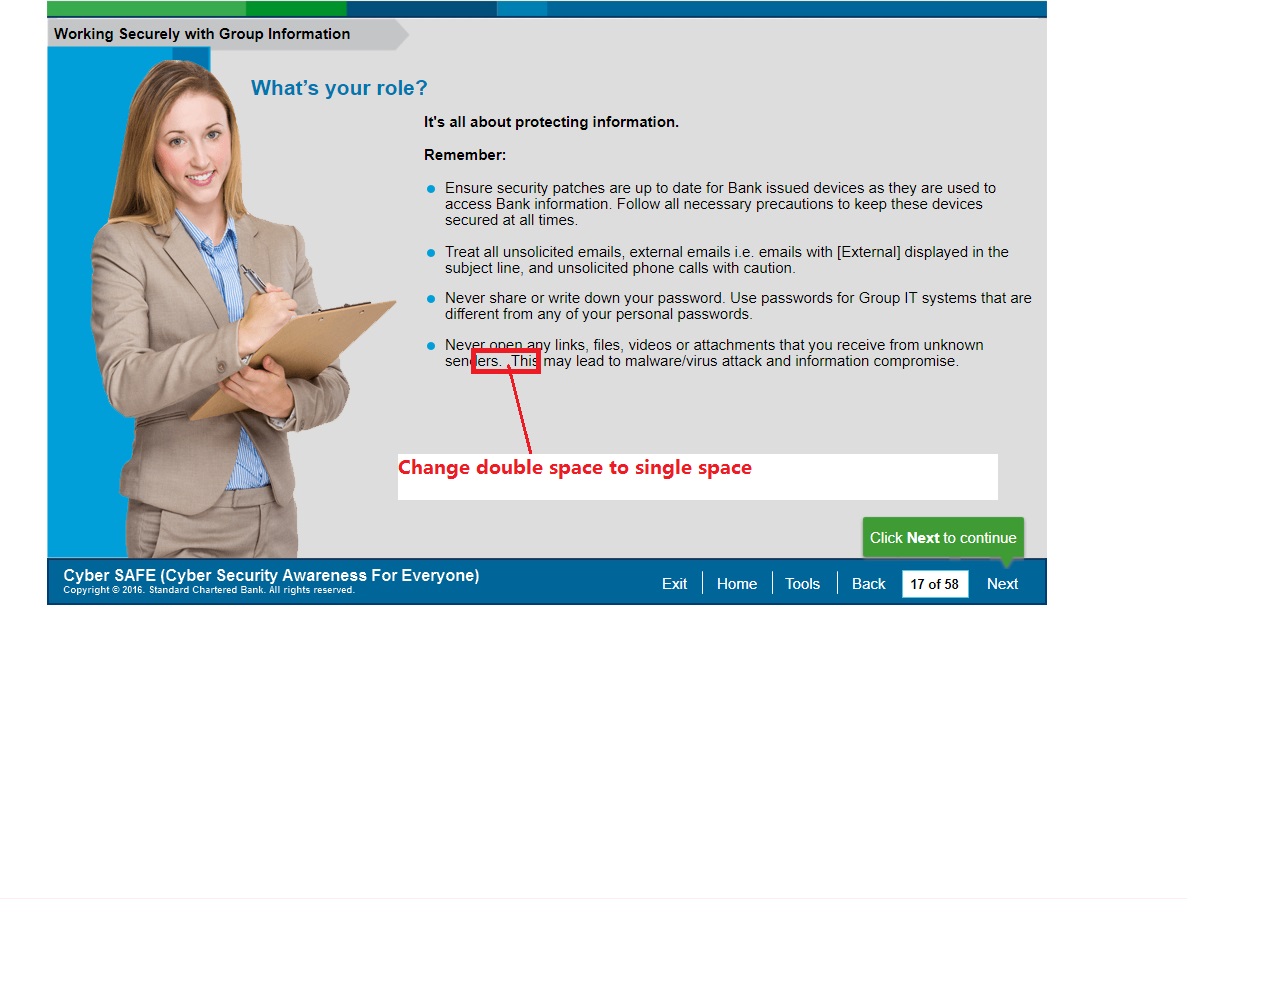 Working Securely with Group Information
What’s your role?
It's all about protecting information.
Remember:
Ensure security patches are up to date for Bank issued devices as they are used to
access Bank information. Follow all necessary precautions to keep these devices
secured at all times.
Treat all unsolicited emails, external emails i.e. emails with [External] displayed in the
subject line, and unsolicited phone calls with caution.
Never share or write down your password. Use passwords for Group IT systems that are
different from any of your personal passwords.
Never open any links, files, videos or attachments that you receive from unknown
senders.  This may lead to malware/virus attack and information compromise.
Change double space to single space
Click Next to continue
Cyber SAFE (Cyber Security Awareness For Everyone)
Copyright © 2016. Standard Chartered Bank. All rights reserved.
Exit Home Tools Back 17 of 58 Next